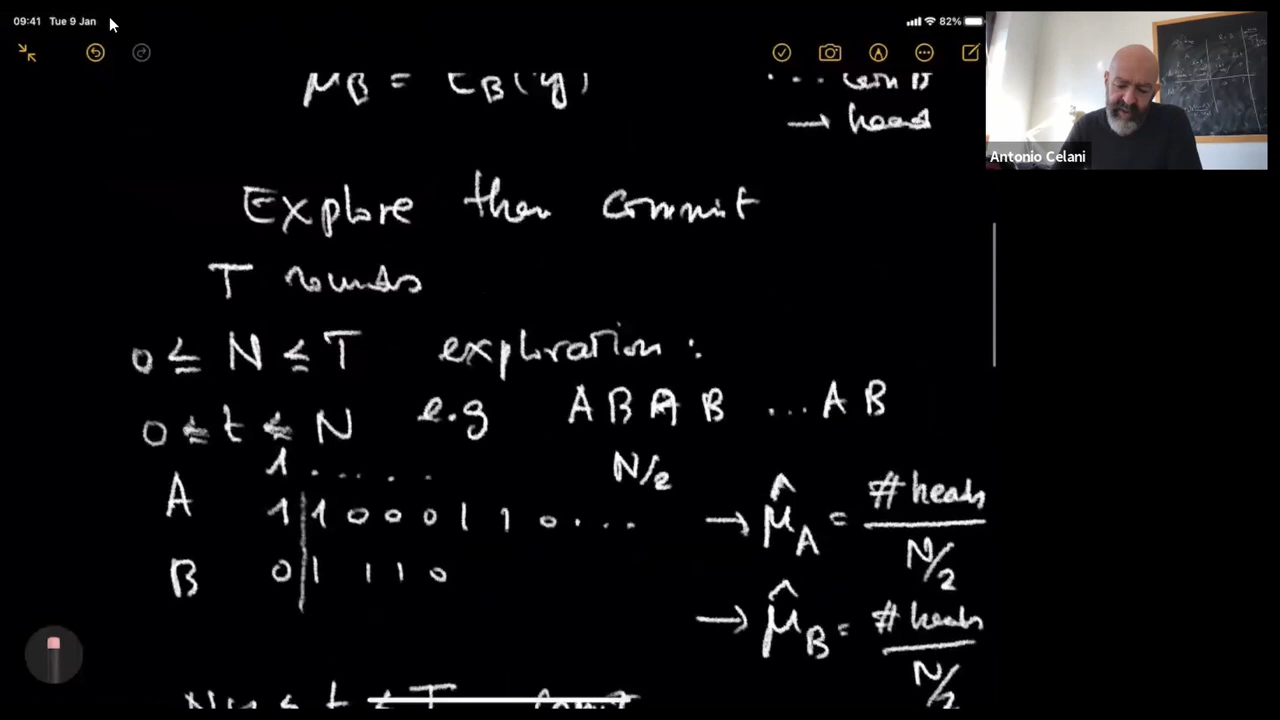 09:41 Tue 9 Jan
82%
μB = EB(y)
→ heads
Explore then commit
T rounds
0 ≤ N ≤ T exploration :
0 ≤ t ≤ N e.g A B A B ... A B
N/2
A 1 . . . . .
1 | 1 0 0 0 1 1 0 . . .
→ μ̂A = # heads / N/2
B 0 | 1 1 1 0
→ μ̂B = # heads / N/2
Antonio Celani